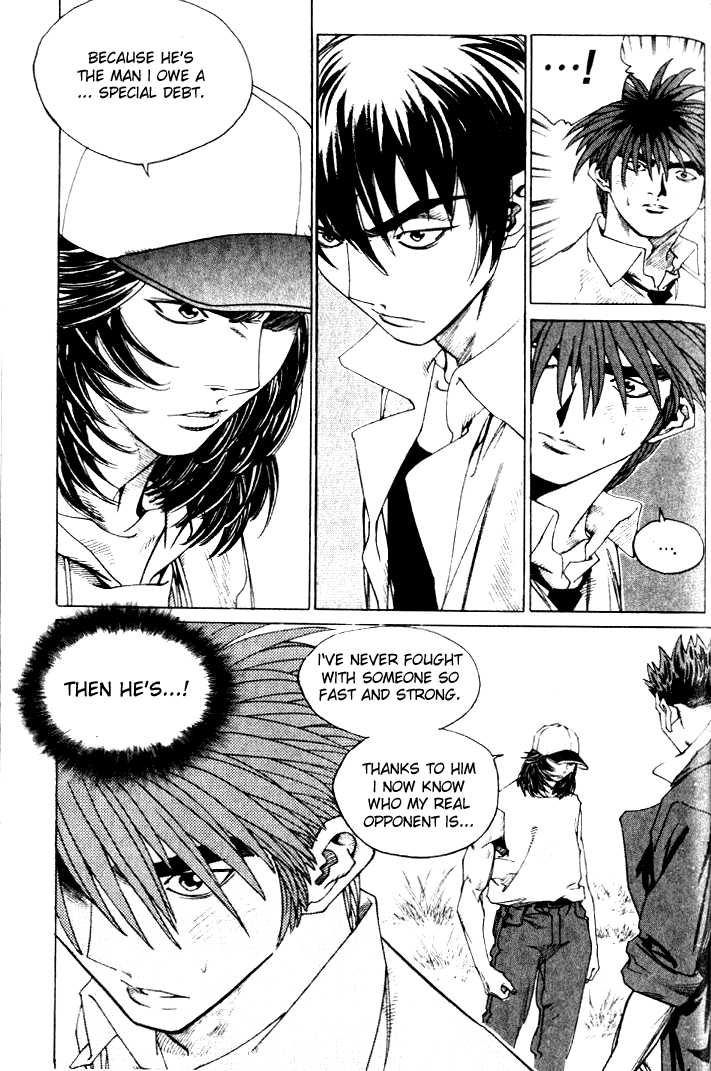 BECAUSE HE'S
THE MAN I OWE A
... SPECIAL DEBT.
...!
...
THEN HE'S...!
I'VE NEVER FOUGHT
WITH SOMEONE SO
FAST AND STRONG.
THANKS TO HIM
I NOW KNOW
WHO MY REAL
OPPONENT IS...